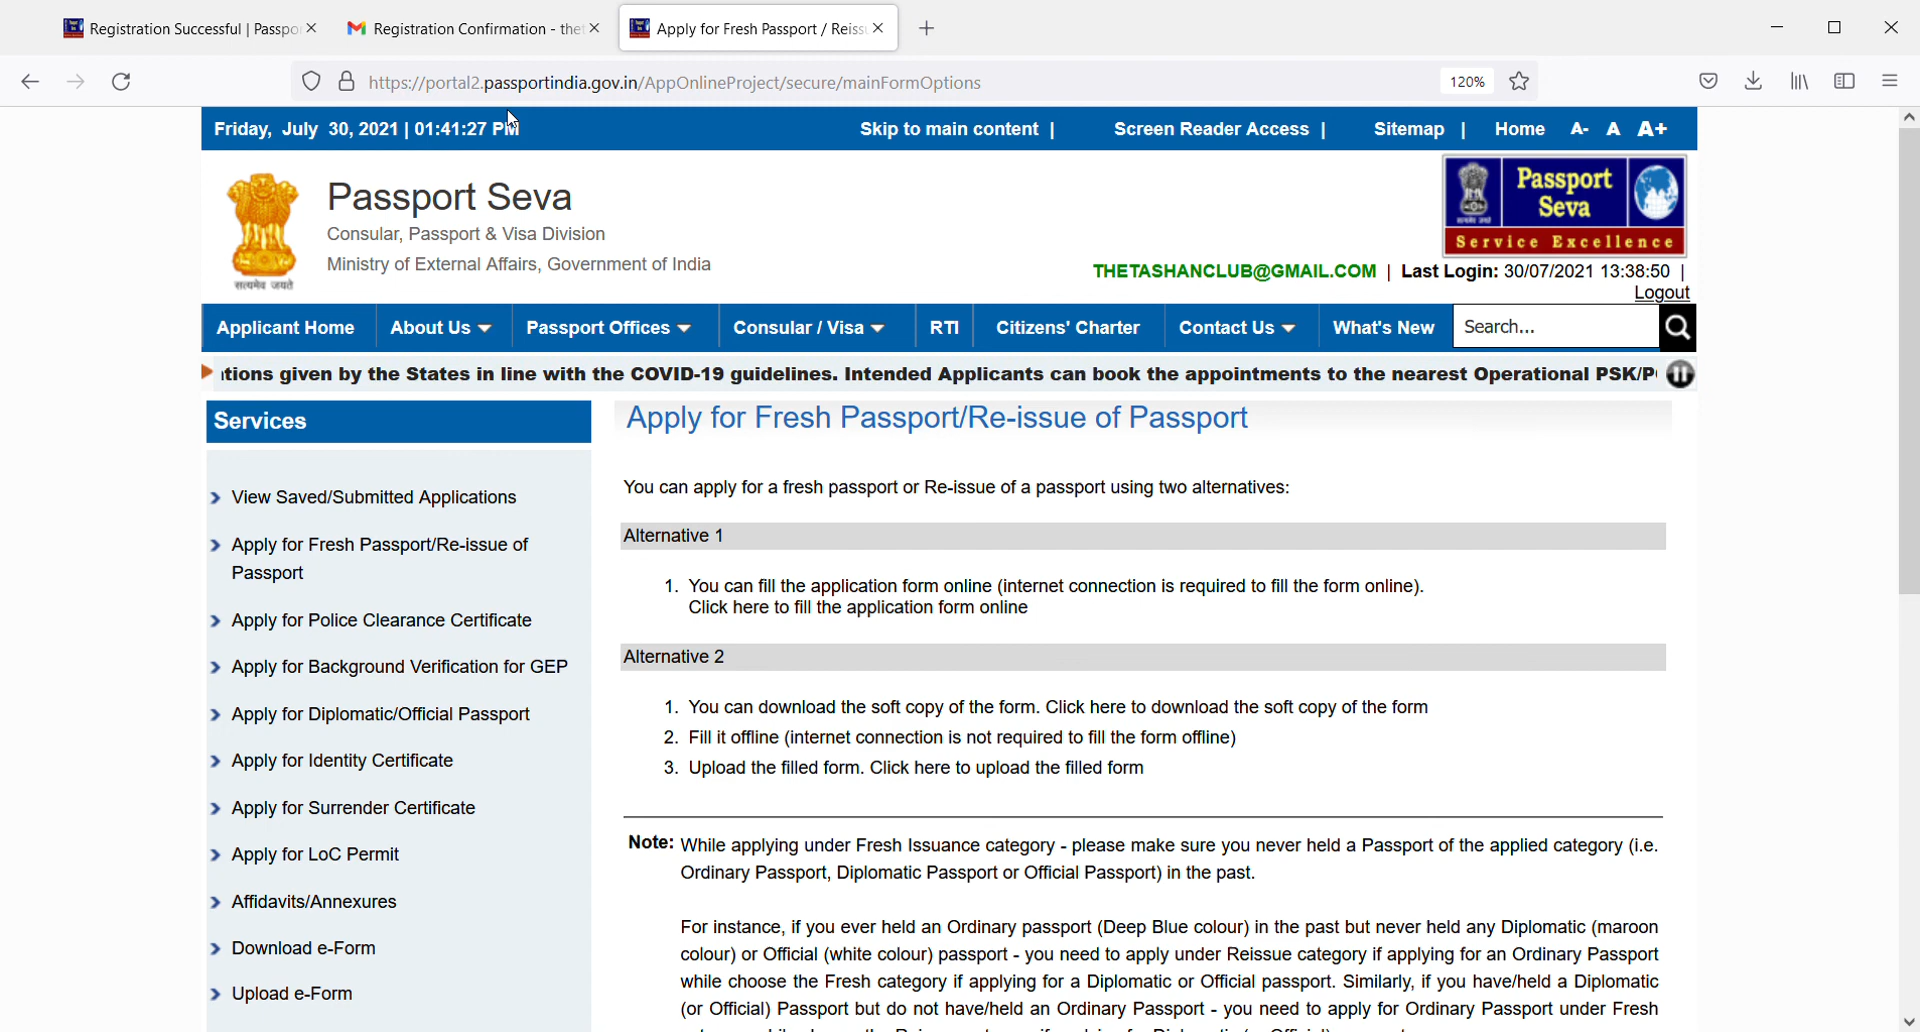 Registration Successful | Passpo
Registration Confirmation - thet
Apply for Fresh Passport / Reiss
https://portal2.passportindia.gov.in/AppOnlineProject/secure/mainFormOptions
120%
Friday, July 30, 2021 | 01:41:27 PM
Skip to main content |
Screen Reader Access |
Sitemap |
Home
A- A A+
Passport Seva
Consular, Passport & Visa Division
Ministry of External Affairs, Government of India
सत्यमेव जयते
Passport
Seva
Service Excellence
THETASHANCLUB@GMAIL.COM | Last Login: 30/07/2021 13:38:50 |
Logout
Applicant Home
About Us
Passport Offices
Consular / Visa
RTI
Citizens' Charter
Contact Us
What's New
Search...
tions given by the States in line with the COVID-19 guidelines. Intended Applicants can book the appointments to the nearest Operational PSK/P
Services
View Saved/Submitted Applications
Apply for Fresh Passport/Re-issue of
Passport
Apply for Police Clearance Certificate
Apply for Background Verification for GEP
Apply for Diplomatic/Official Passport
Apply for Identity Certificate
Apply for Surrender Certificate
Apply for LoC Permit
Affidavits/Annexures
Download e-Form
Upload e-Form
Apply for Fresh Passport/Re-issue of Passport
You can apply for a fresh passport or Re-issue of a passport using two alternatives:
Alternative 1
1. You can fill the application form online (internet connection is required to fill the form online).
Click here to fill the application form online
Alternative 2
1. You can download the soft copy of the form. Click here to download the soft copy of the form
2. Fill it offline (internet connection is not required to fill the form offline)
3. Upload the filled form. Click here to upload the filled form
Note: While applying under Fresh Issuance category - please make sure you never held a Passport of the applied category (i.e.
Ordinary Passport, Diplomatic Passport or Official Passport) in the past.
For instance, if you ever held an Ordinary passport (Deep Blue colour) in the past but never held any Diplomatic (maroon
colour) or Official (white colour) passport - you need to apply under Reissue category if applying for an Ordinary Passport
while choose the Fresh category if applying for a Diplomatic or Official passport. Similarly, if you have/held a Diplomatic
(or Official) Passport but do not have/held an Ordinary Passport - you need to apply for Ordinary Passport under Fresh